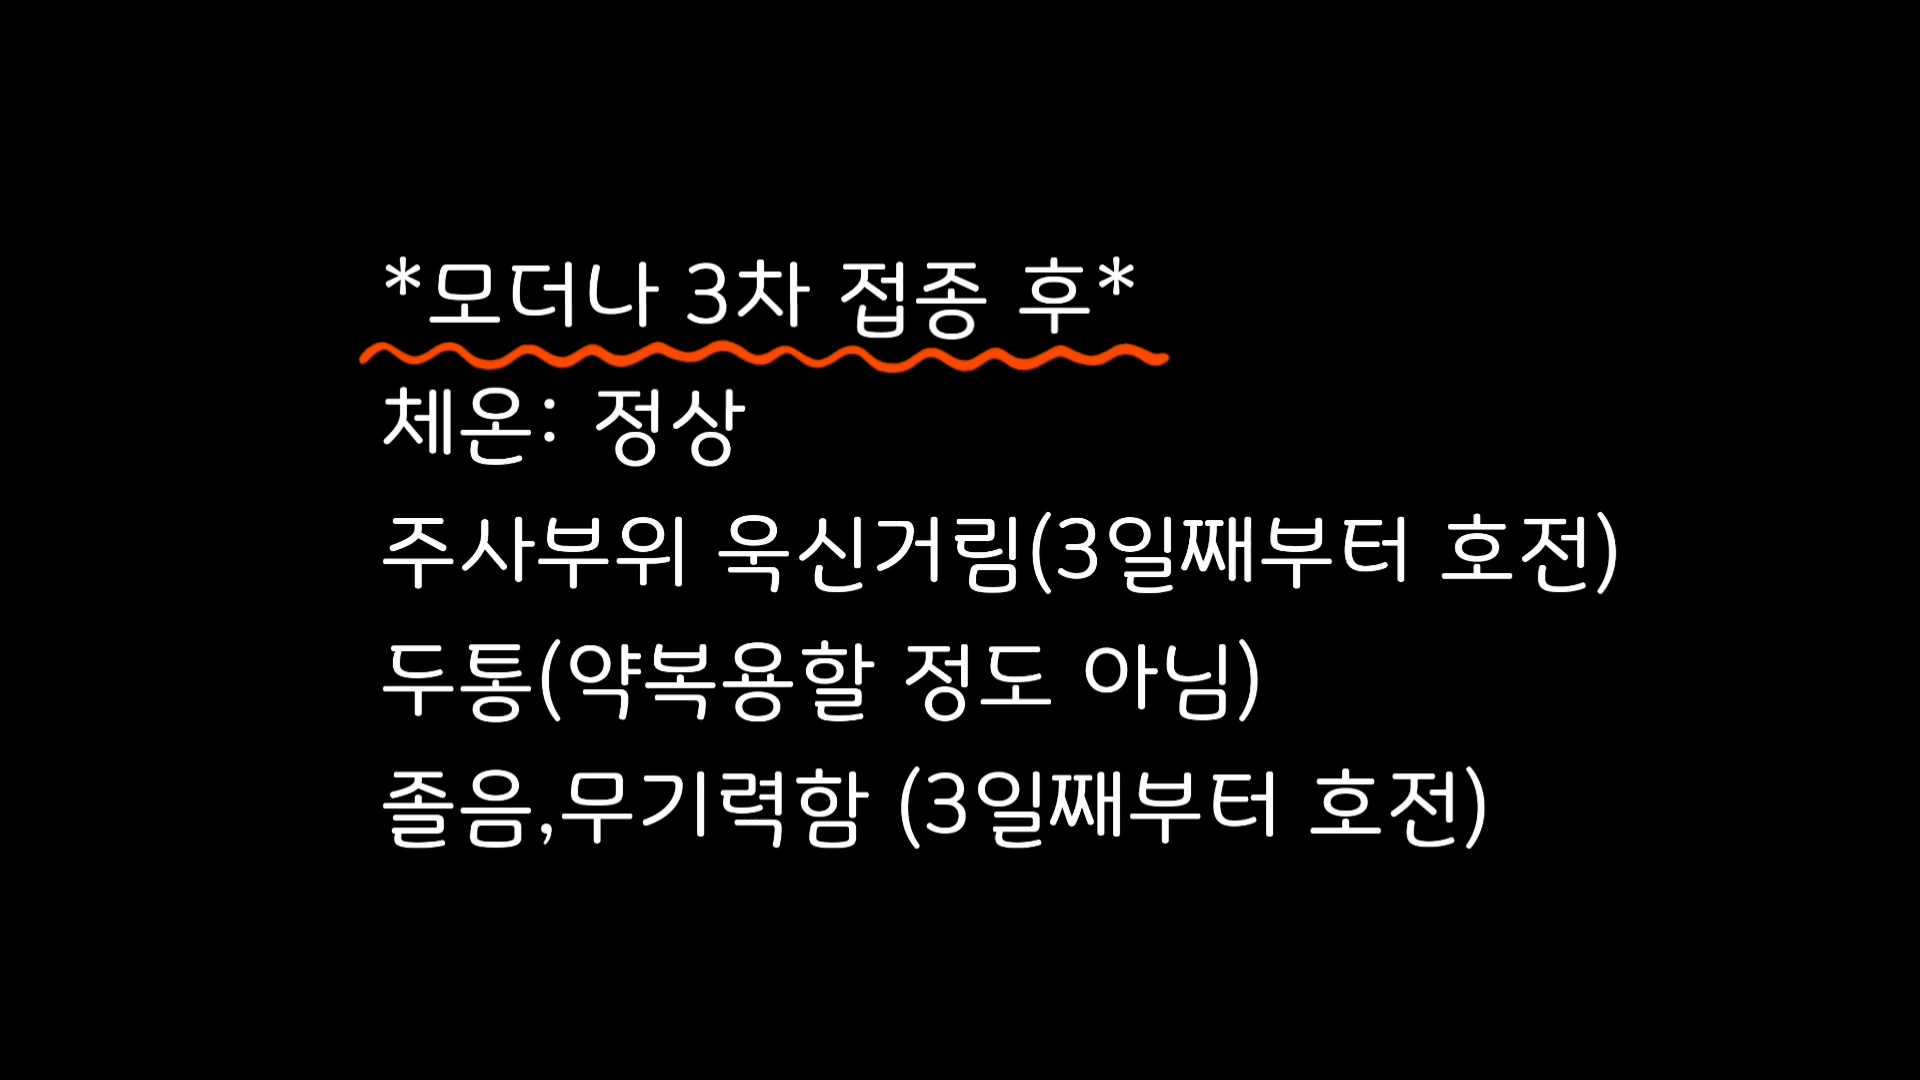 *모더나 3차 접종 후*
체온: 정상
주사부위 욱신거림(3일째부터 호전)
두통(약복용할 정도 아님)
졸음,무기력함 (3일째부터 호전)